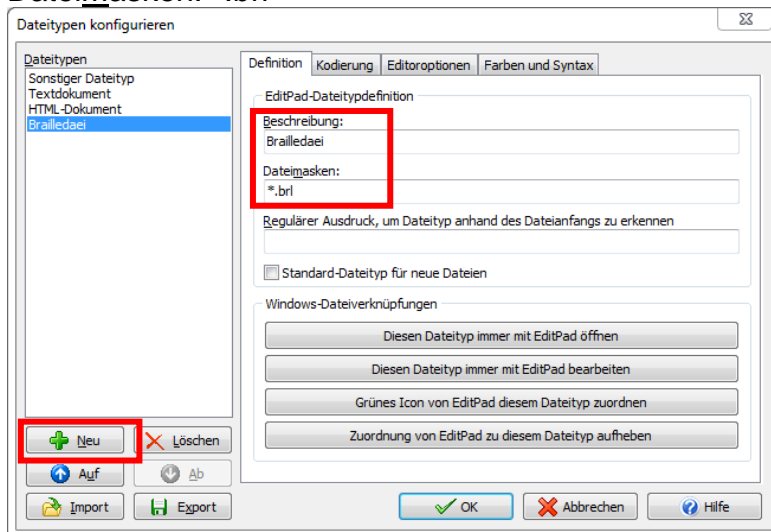 Dateitypen konfigurieren
Dateitypen
Sonstiger Dateityp
Textdokument
HTML-Dokument
Brailledaei
Definition Kodierung Editoroptionen Farben und Syntax
EditPad-Dateitypdefinition
Beschreibung:
Brailledaei
Dateimasken:
*.brl
Regulärer Ausdruck, um Dateityp anhand des Dateianfangs zu erkennen
Standard-Dateityp für neue Dateien
Windows-Dateiverknüpfungen
Diesen Dateityp immer mit EditPad öffnen
Diesen Dateityp immer mit EditPad bearbeiten
Grünes Icon von EditPad diesem Dateityp zuordnen
Zuordnung von EditPad zu diesem Dateityp aufheben
Neu Löschen
Auf Ab
Import Export OK Abbrechen Hilfe